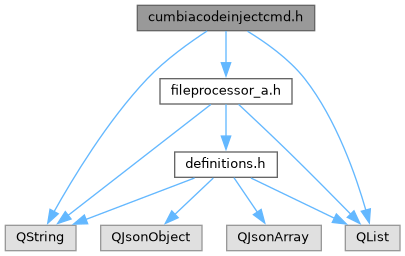 cumbiacodeinjectcmd.h
fileprocessor_a.h
definitions.h
QString
QJsonObject
QJsonArray
QList